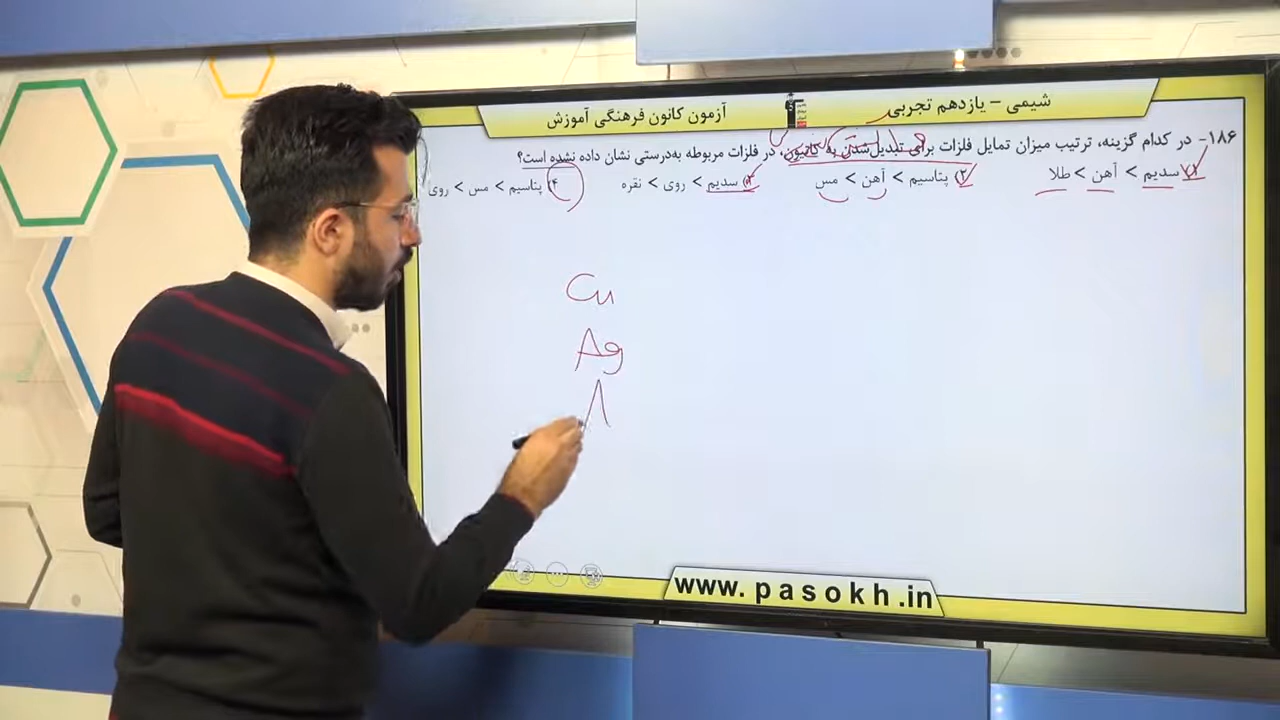 شیمی – یازدهم تجربی
آزمون کانون فرهنگی آموزش
۱۸۶- در کدام گزینه، ترتیب میزان تمایل فلزات برای تبدیل‌شدن به کاتیون، در فلزات مربوطه به‌درستی نشان داده نشده است؟
۱) سدیم > آهن > طلا
۲) پتاسیم > آهن > مس
۳) سدیم > روی > نقره
۴) پتاسیم > مس > روی
Cu
Ag
www.pasokh.in